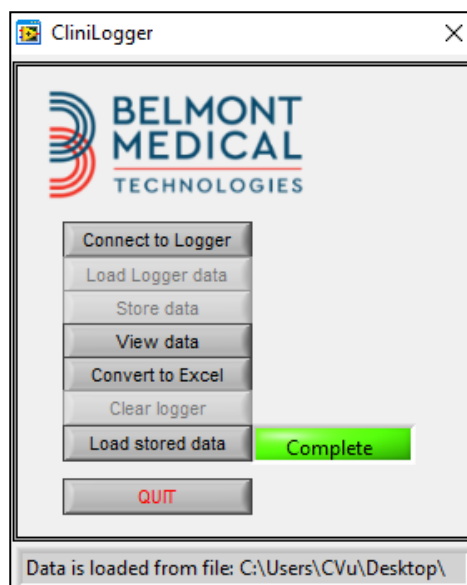 CliniLogger
BELMONT
MEDICAL
TECHNOLOGIES
Connect to Logger
Load Logger data
Store data
View data
Convert to Excel
Clear logger
Load stored data Complete
QUIT
Data is loaded from file: C:\Users\CVu\Desktop\